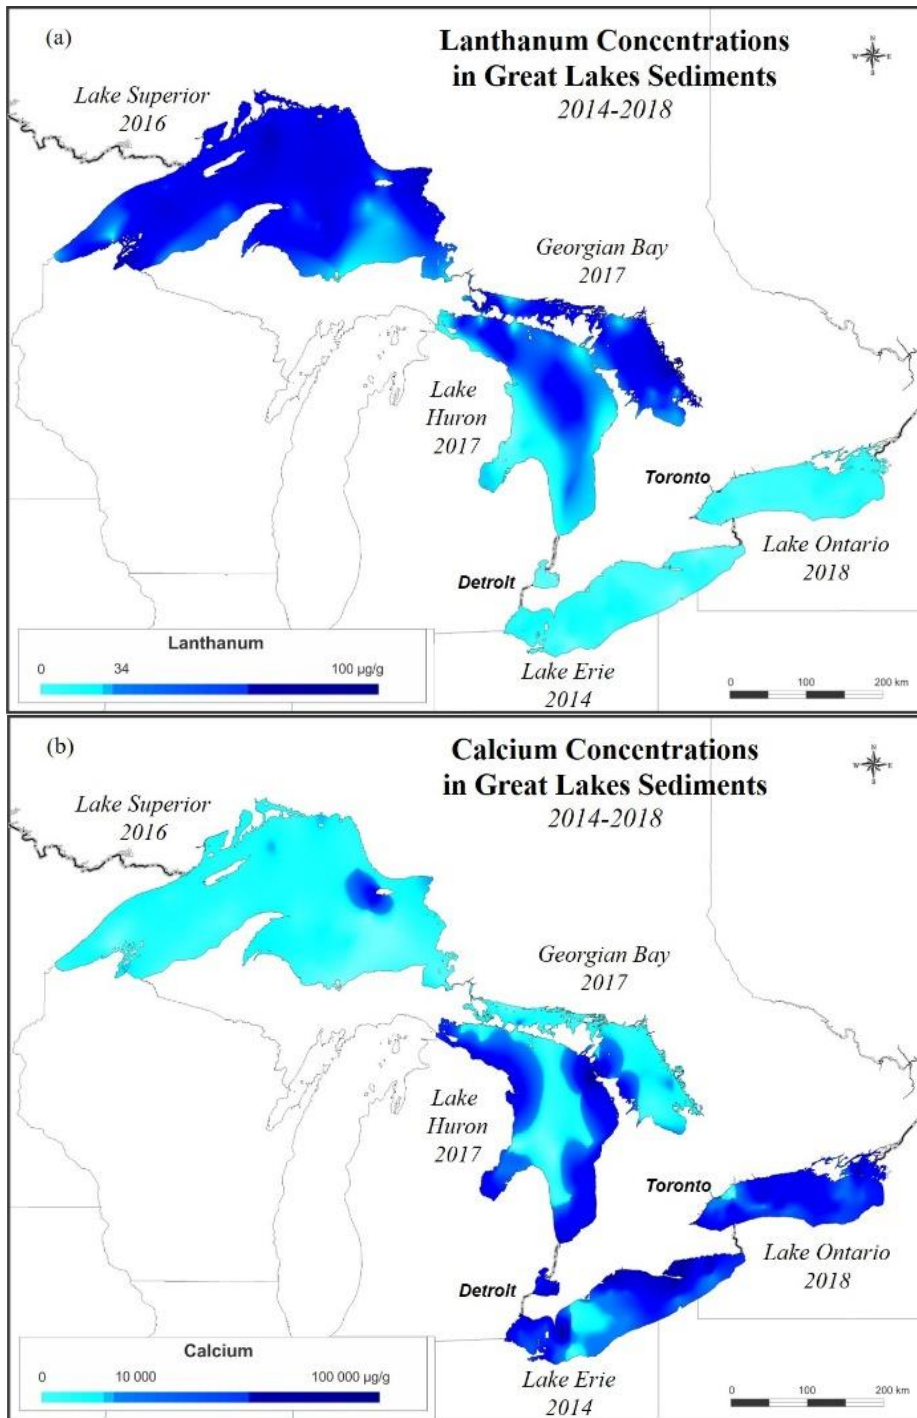 (a)
Lanthanum Concentrations
in Great Lakes Sediments
2014-2018
N
W E
S
Lake Superior
2016
Georgian Bay
2017
Lake
Huron
2017
Toronto
Lake Ontario
2018
Detroit
Lake Erie
2014
Lanthanum
0 34 100 µg/g
0 100 200 km
(b)
Calcium Concentrations
in Great Lakes Sediments
2014-2018
N
W E
S
Lake Superior
2016
Georgian Bay
2017
Lake
Huron
2017
Toronto
Lake Ontario
2018
Detroit
Lake Erie
2014
Calcium
0 10 000 100 000 µg/g
0 100 200 km